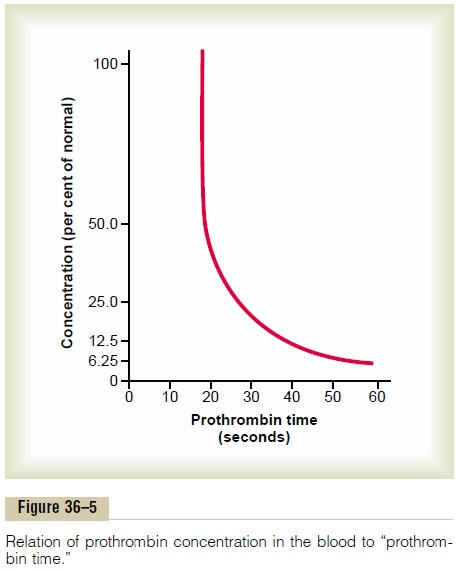 Concentration (per cent of normal)
100
50.0
25.0
12.5
6.25
0
0 10 20 30 40 50 60
Prothrombin time
(seconds)
Figure 36–5
Relation of prothrombin concentration in the blood to “prothrom-
bin time.”